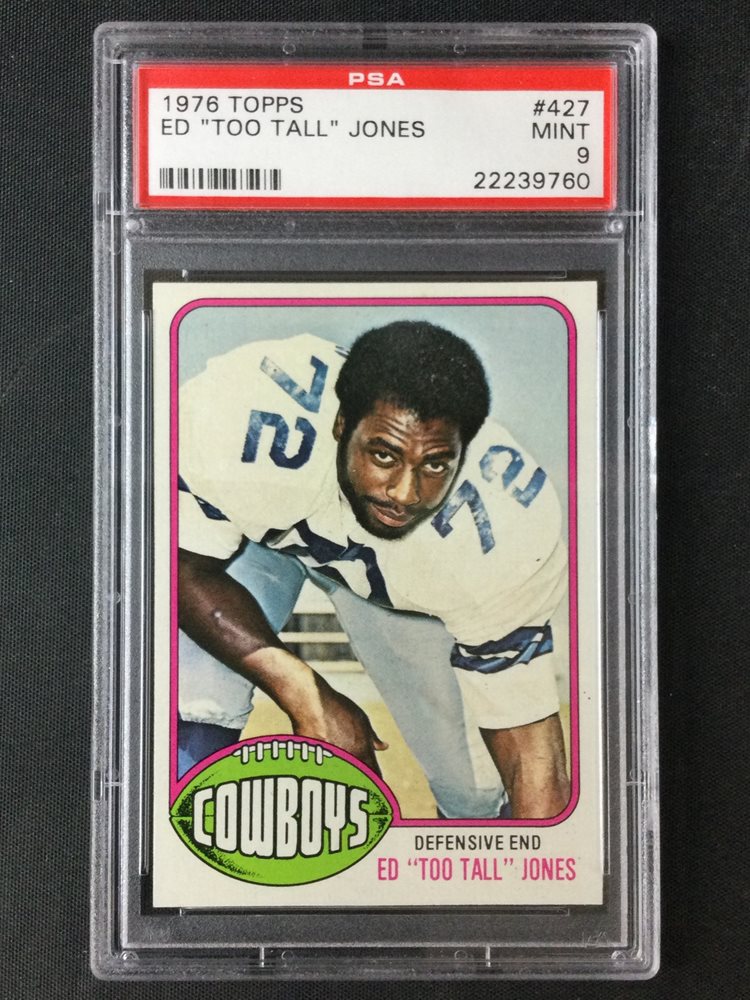 PSA
1976 TOPPS #427
ED "TOO TALL" JONES MINT
9
22239760
72
72
COWBOYS
DEFENSIVE END
ED "TOO TALL" JONES